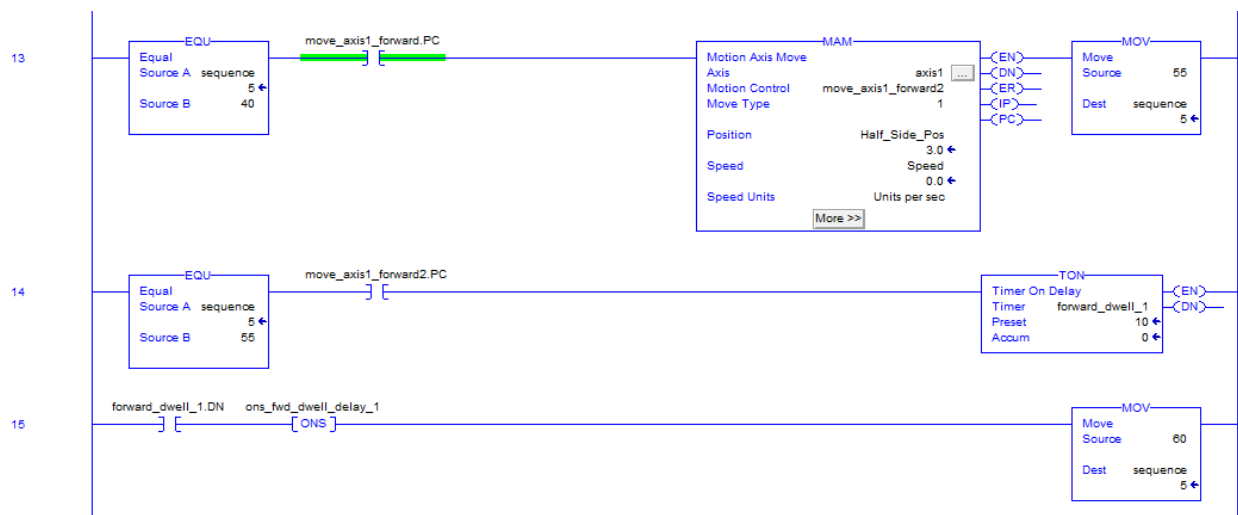 13
EQU
Equal
Source A sequence
5
Source B 40
move_axis1_forward.PC
MAM
Motion Axis Move
Axis axis1 ...
Motion Control move_axis1_forward2
Move Type 1
Position Half_Side_Pos
3.0
Speed Speed
0.0
Speed Units Units per sec
More >>
(EN)
(DN)
(ER)
(IP)
(PC)
MOV
Move
Source 55
Dest sequence
5
14
EQU
Equal
Source A sequence
5
Source B 55
move_axis1_forward2.PC
TON
Timer On Delay
Timer forward_dwell_1
Preset 10
Accum 0
(EN)
(DN)
15
forward_dwell_1.DN
ons_fwd_dwell_delay_1
[ONS]
MOV
Move
Source 60
Dest sequence
5